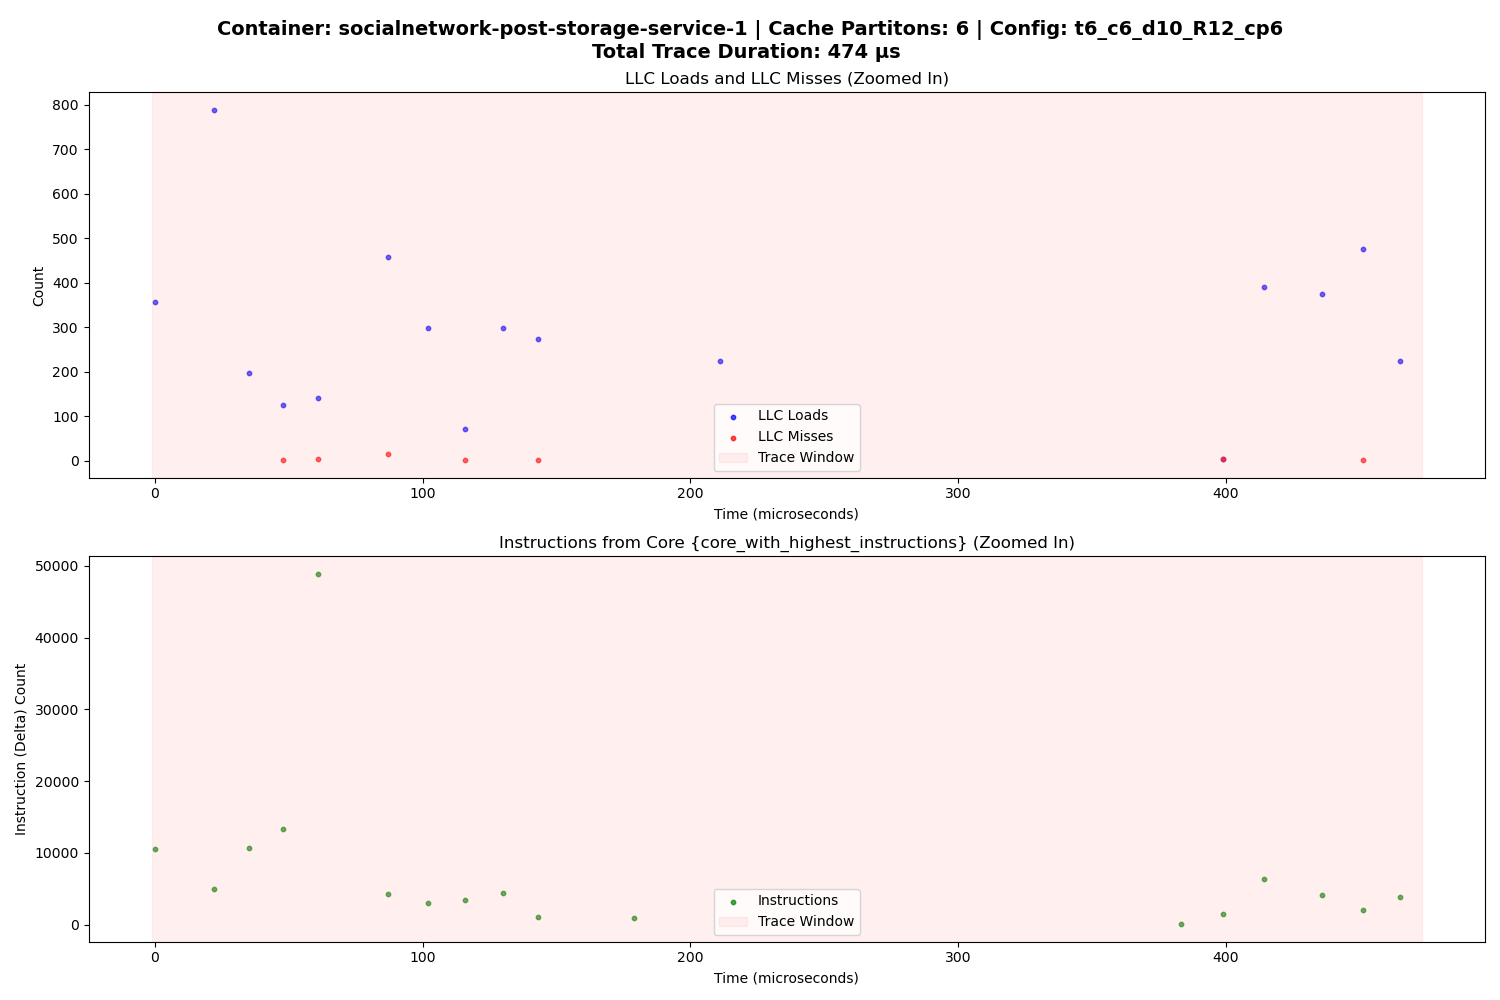 Container: socialnetwork-post-storage-service-1 | Cache Partitons: 6 | Config: t6_c6_d10_R12_cp6
Total Trace Duration: 474 µs
LLC Loads and LLC Misses (Zoomed In)
800
700
600
500
400
300
200
100
0
Count
LLC Loads
LLC Misses
Trace Window
0 100 200 300 400
Time (microseconds)
Instructions from Core {core_with_highest_instructions} (Zoomed In)
50000
40000
30000
20000
10000
0
Instruction (Delta) Count
Instructions
Trace Window
0 100 200 300 400
Time (microseconds)